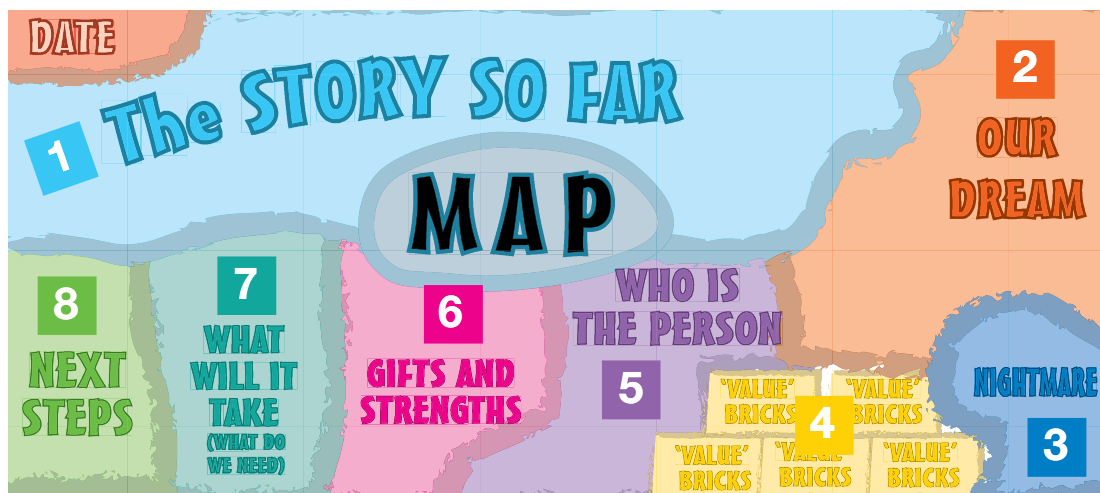 DATE
1
The STORY SO FAR
2
OUR
DREAM
MAP
8
NEXT
STEPS
7
WHAT
WILL IT
TAKE
(WHAT DO
WE NEED)
6
GIFTS AND
STRENGTHS
WHO IS
THE PERSON
5
'VALUE'
BRICKS
'VALUE'
BRICKS
4
'VALUE'
BRICKS
'VALUE'
BRICKS
'VALUE'
BRICKS
NIGHTMARE
3